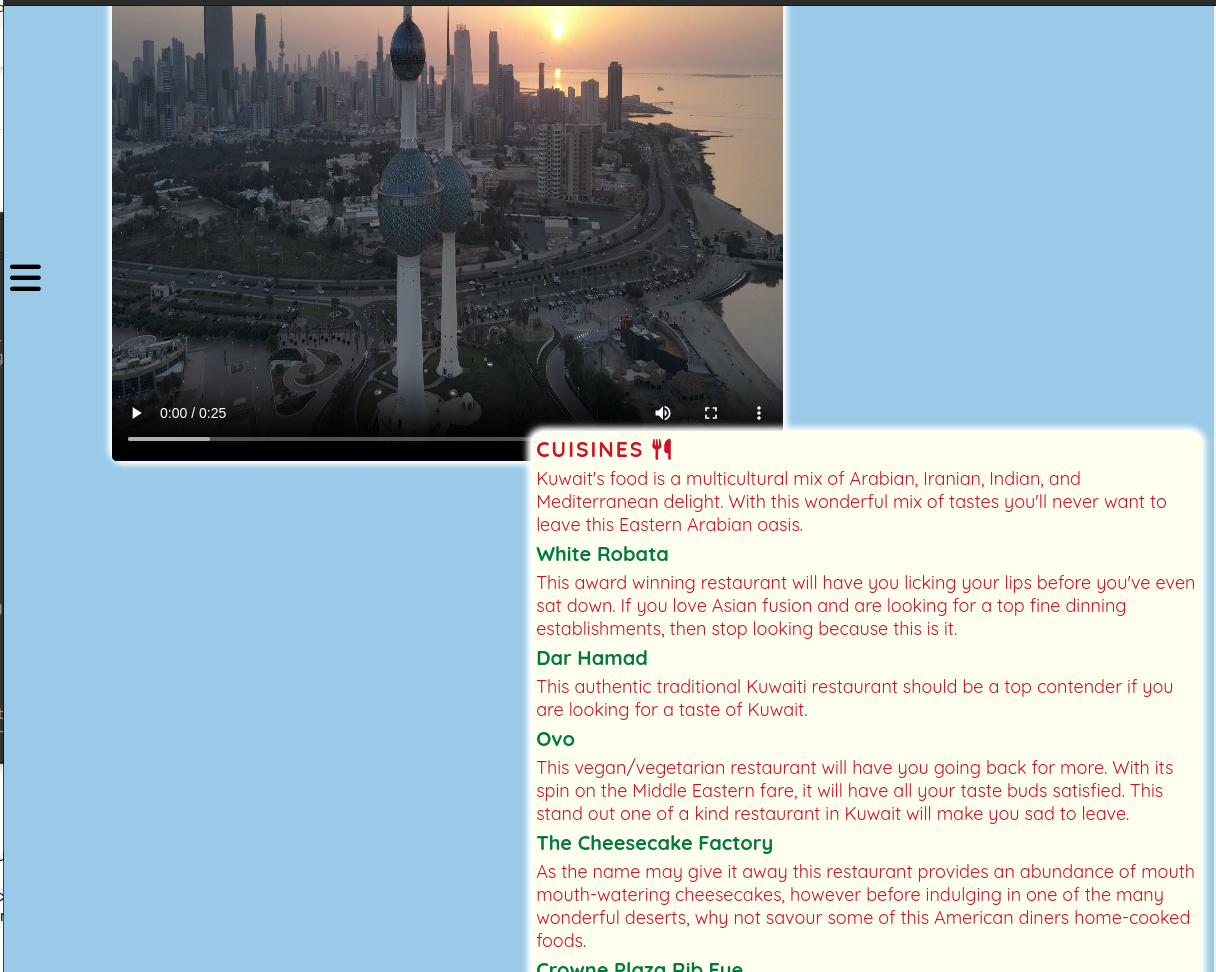 0:00 / 0:25
CUISINES
Kuwait's food is a multicultural mix of Arabian, Iranian, Indian, and
Mediterranean delight. With this wonderful mix of tastes you'll never want to
leave this Eastern Arabian oasis.
White Robata
This award winning restaurant will have you licking your lips before you've even
sat down. If you love Asian fusion and are looking for a top fine dinning
establishments, then stop looking because this is it.
Dar Hamad
This authentic traditional Kuwaiti restaurant should be a top contender if you
are looking for a taste of Kuwait.
Ovo
This vegan/vegetarian restaurant will have you going back for more. With its
spin on the Middle Eastern fare, it will have all your taste buds satisfied. This
stand out one of a kind restaurant in Kuwait will make you sad to leave.
The Cheesecake Factory
As the name may give it away this restaurant provides an abundance of mouth
mouth-watering cheesecakes, however before indulging in one of the many
wonderful deserts, why not savour some of this American diners home-cooked
foods.
Crowne Plaza Rib Eye